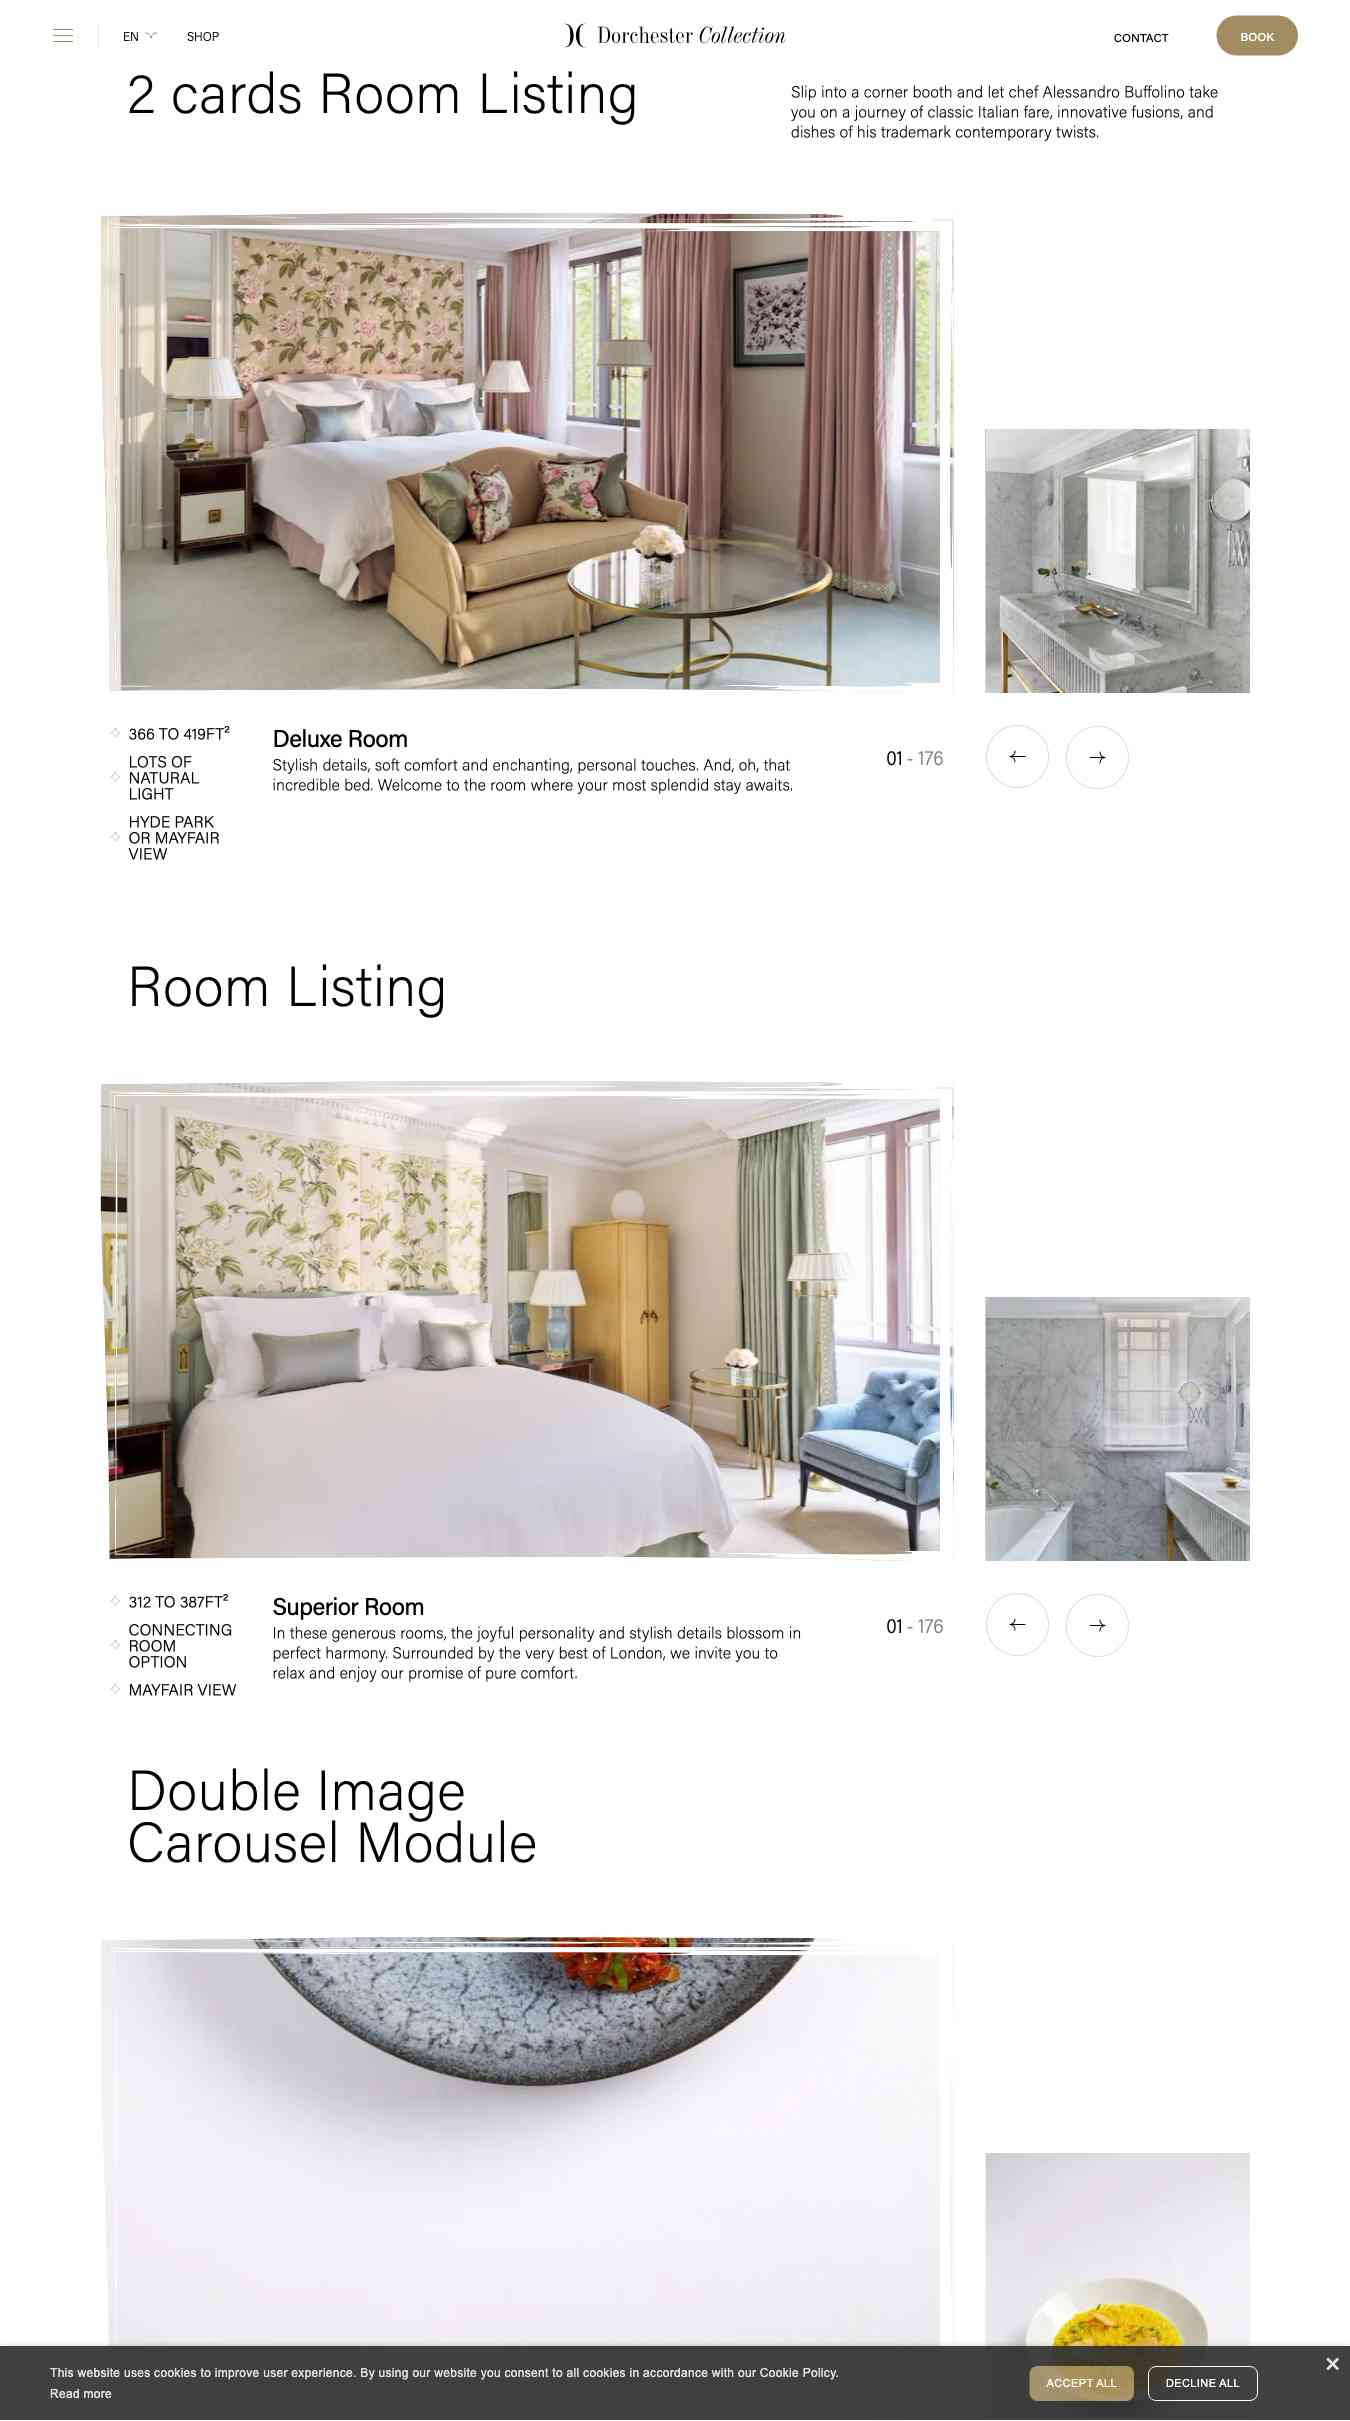 EN
SHOP
Dorchester Collection
CONTACT
BOOK
2 cards Room Listing
Slip into a corner booth and let chef Alessandro Buffolino take
you on a journey of classic Italian fare, innovative fusions, and
dishes of his trademark contemporary twists.
366 TO 419FT²
LOTS OF
NATURAL
LIGHT
HYDE PARK
OR MAYFAIR
VIEW
Deluxe Room
Stylish details, soft comfort and enchanting, personal touches. And, oh, that
incredible bed. Welcome to the room where your most splendid stay awaits.
01 - 176
Room Listing
312 TO 387FT²
CONNECTING
ROOM
OPTION
MAYFAIR VIEW
Superior Room
In these generous rooms, the joyful personality and stylish details blossom in
perfect harmony. Surrounded by the very best of London, we invite you to
relax and enjoy our promise of pure comfort.
01 - 176
Double Image
Carousel Module
This website uses cookies to improve user experience. By using our website you consent to all cookies in accordance with our Cookie Policy.
Read more
ACCEPT ALL
DECLINE ALL